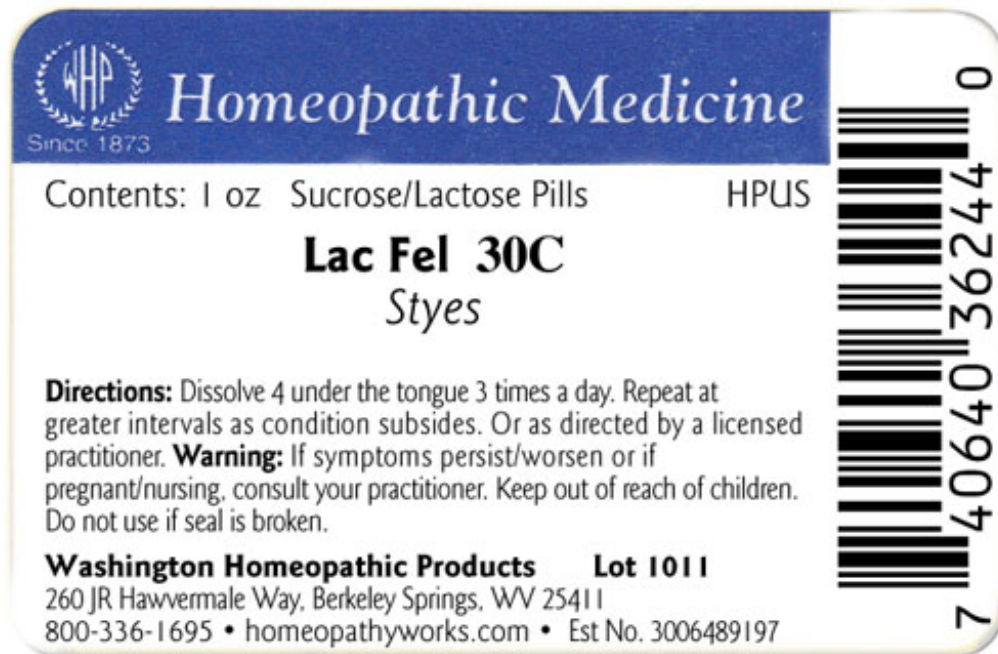 WHP
Since 1873
Homeopathic Medicine
Contents: 1 oz Sucrose/Lactose Pills HPUS
Lac Fel 30C
Styes
Directions: Dissolve 4 under the tongue 3 times a day. Repeat at
greater intervals as condition subsides. Or as directed by a licensed
practitioner. Warning: If symptoms persist/worsen or if
pregnant/nursing, consult your practitioner. Keep out of reach of children.
Do not use if seal is broken.
Washington Homeopathic Products Lot 1011
260 JR Hawvermale Way, Berkeley Springs, WV 25411
800-336-1695 • homeopathyworks.com • Est No. 3006489197
7 40640 36244 0